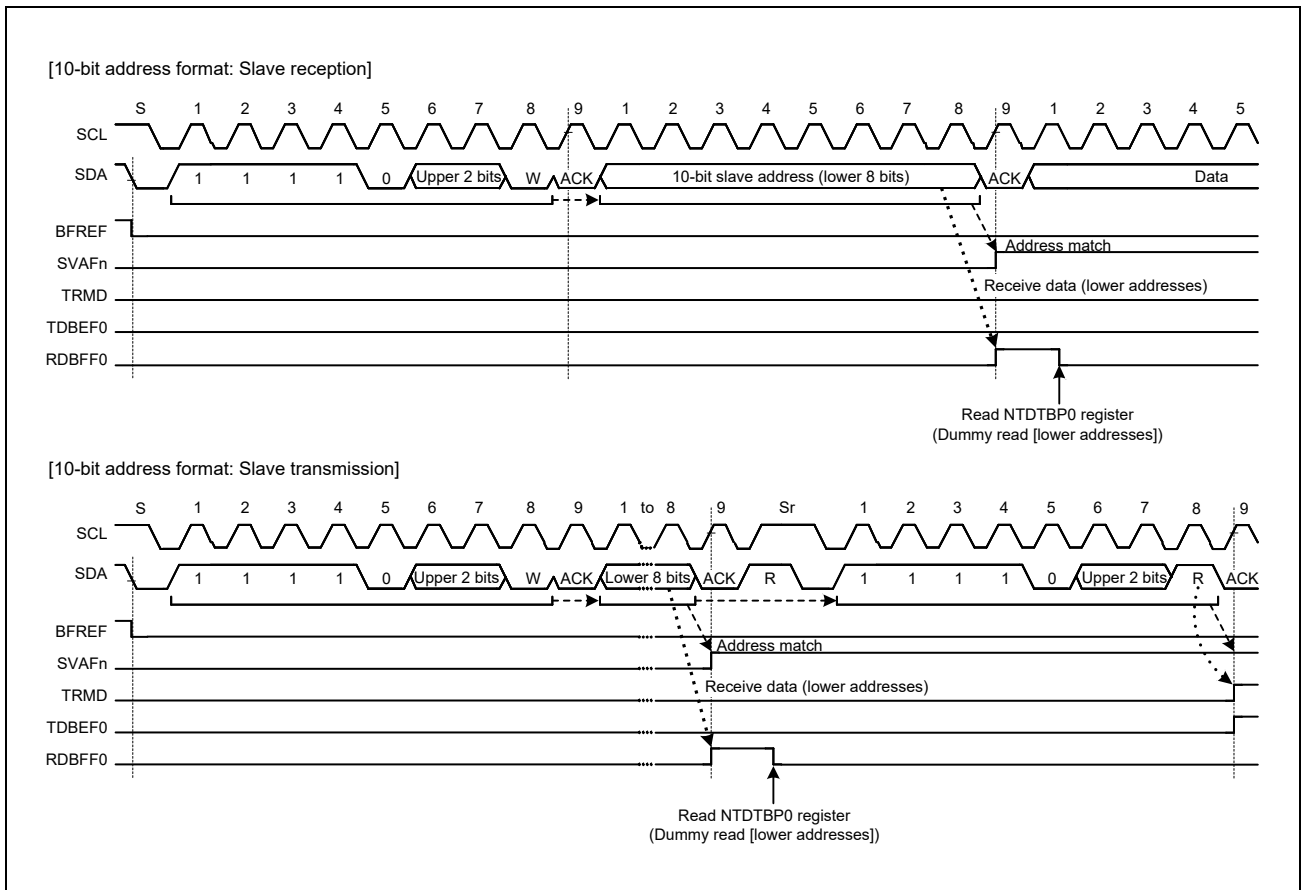 [10-bit address format: Slave reception]
S 1 2 3 4 5 6 7 8 9 1 2 3 4 5 6 7 8 9 1 2 3 4 5
SCL
SDA 1 1 1 1 0 Upper 2 bits W ACK 10-bit slave address (lower 8 bits) ACK Data
BFREF
Address match
SVAFn
Receive data (lower addresses)
TRMD
TDBEF0
RDBFF0
Read NTDTBP0 register
(Dummy read [lower addresses])
[10-bit address format: Slave transmission]
S 1 2 3 4 5 6 7 8 9 1 to 8 9 Sr 1 2 3 4 5 6 7 8 9
SCL
SDA 1 1 1 1 0 Upper 2 bits W ACK Lower 8 bits ACK R 1 1 1 1 0 Upper 2 bits R ACK
BFREF
Address match
SVAFn
Receive data (lower addresses)
TRMD
TDBEF0
RDBFF0
Read NTDTBP0 register
(Dummy read [lower addresses])